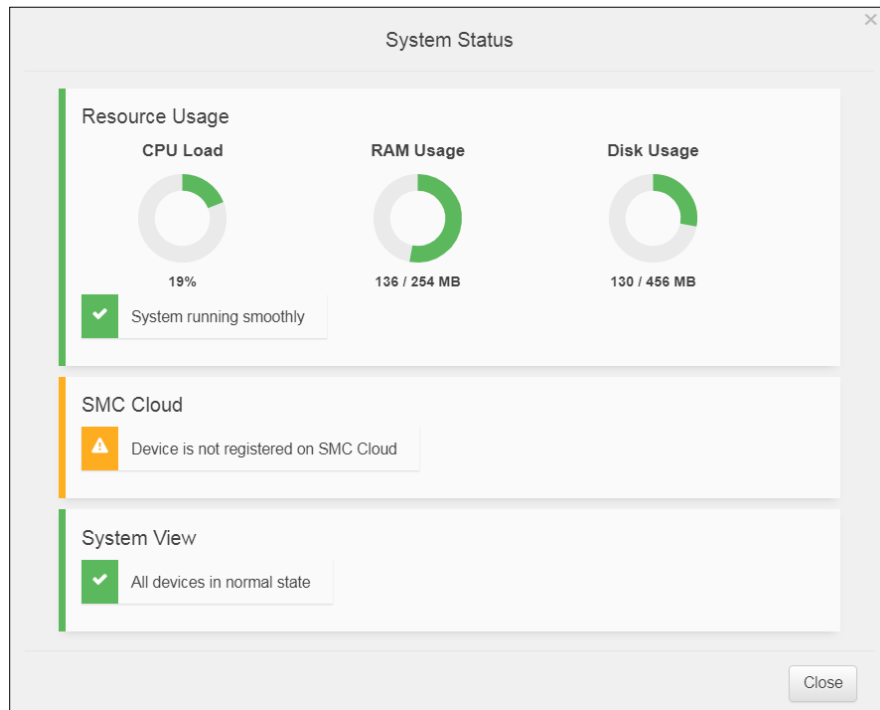 System Status
×
Resource Usage
CPU Load
RAM Usage
Disk Usage
19%
136 / 254 MB
130 / 456 MB
System running smoothly
SMC Cloud
Device is not registered on SMC Cloud
System View
All devices in normal state
Close